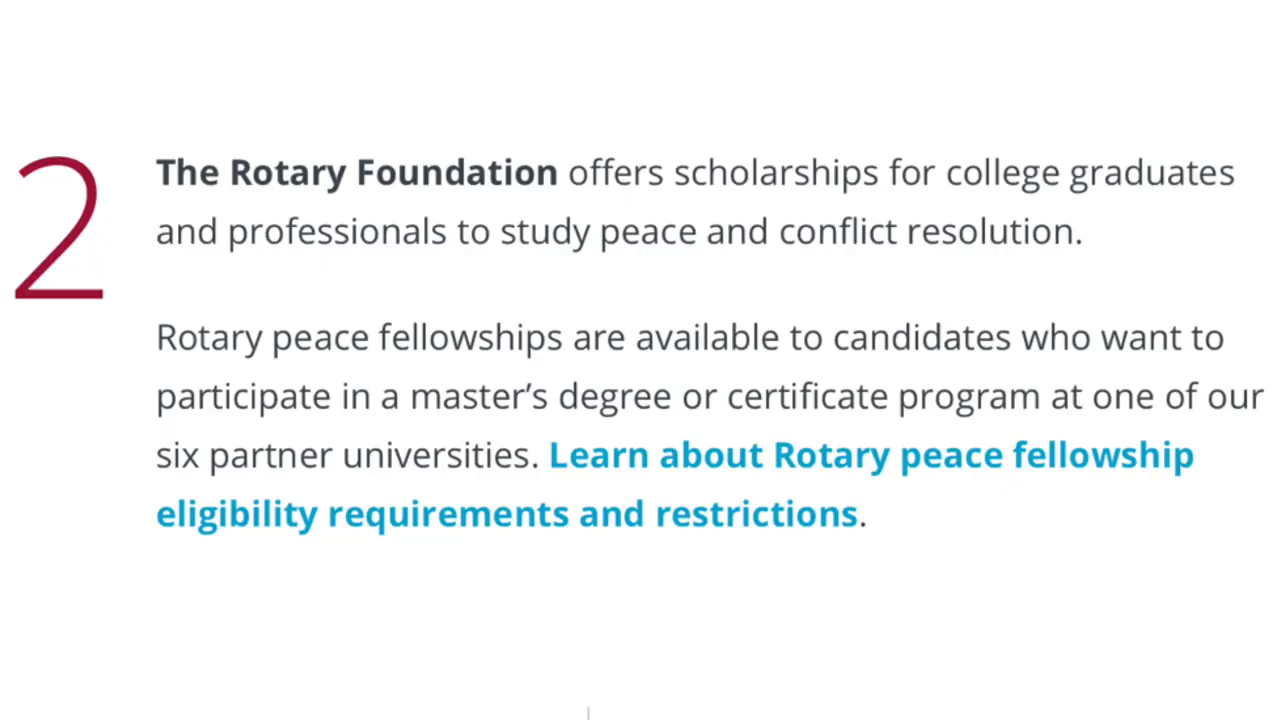 2
The Rotary Foundation offers scholarships for college graduates
and professionals to study peace and conflict resolution.
Rotary peace fellowships are available to candidates who want to
participate in a master’s degree or certificate program at one of our
six partner universities. Learn about Rotary peace fellowship
eligibility requirements and restrictions.